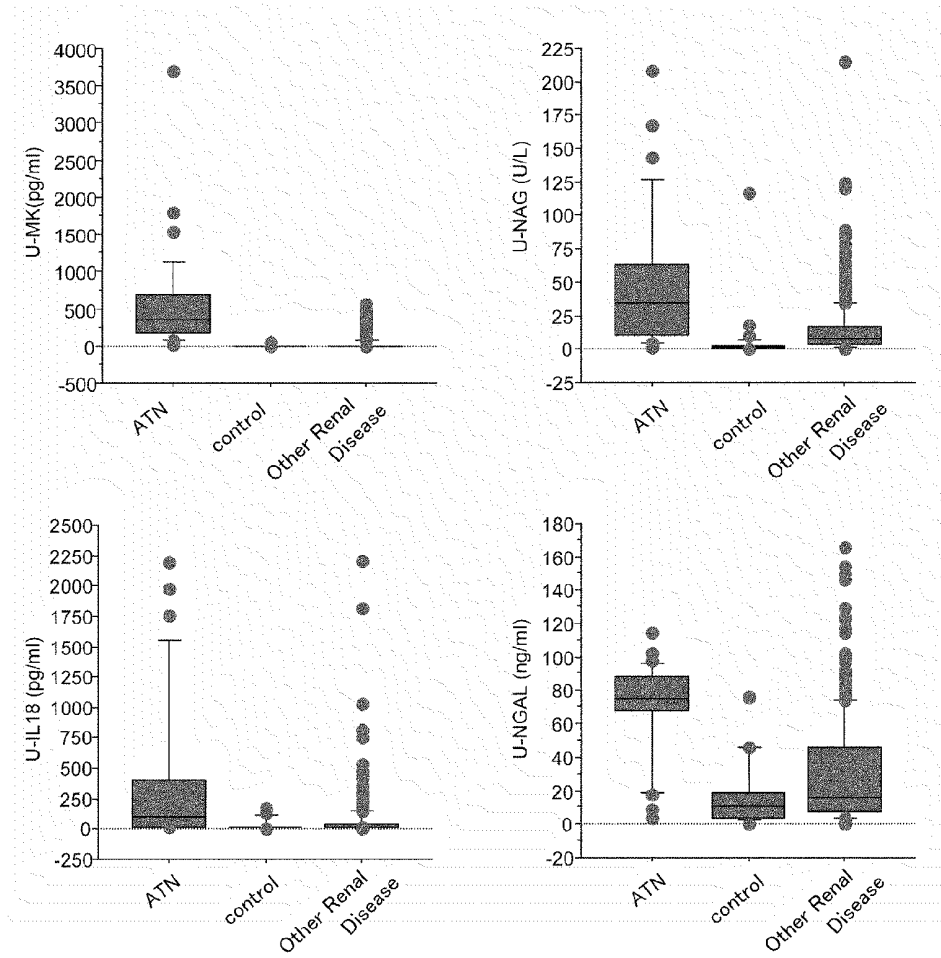 4000
3500
3000
2500
2000
1500
1000
500
0
-500
U-MK(pg/ml)
ATN
control
Other Renal
Disease
225
200
175
150
125
100
75
50
25
0
-25
U-NAG (U/L)
ATN
control
Other Renal
Disease
2500
2250
2000
1750
1500
1250
1000
750
500
250
0
-250
U-IL18 (pg/ml)
ATN
control
Other Renal
Disease
180
160
140
120
100
80
60
40
20
0
-20
U-NGAL (ng/ml)
ATN
control
Other Renal
Disease